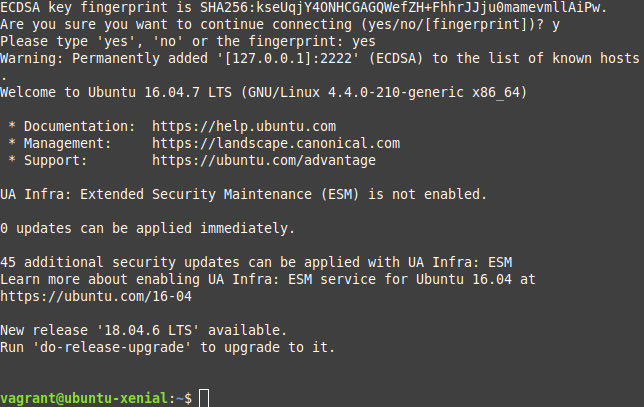 ECDSA key fingerprint is SHA256:kseUqjY4ONHCGAGQWefZH+FhhrJJju0mamevmllAiPw.
Are you sure you want to continue connecting (yes/no/[fingerprint])? y
Please type 'yes', 'no' or the fingerprint: yes
Warning: Permanently added '[127.0.0.1]:2222' (ECDSA) to the list of known hosts
.
Welcome to Ubuntu 16.04.7 LTS (GNU/Linux 4.4.0-210-generic x86_64)
* Documentation:  https://help.ubuntu.com
* Management:     https://landscape.canonical.com
* Support:        https://ubuntu.com/advantage
UA Infra: Extended Security Maintenance (ESM) is not enabled.
0 updates can be applied immediately.
45 additional security updates can be applied with UA Infra: ESM
Learn more about enabling UA Infra: ESM service for Ubuntu 16.04 at
https://ubuntu.com/16-04
New release '18.04.6 LTS' available.
Run 'do-release-upgrade' to upgrade to it.
vagrant@ubuntu-xenial:~$